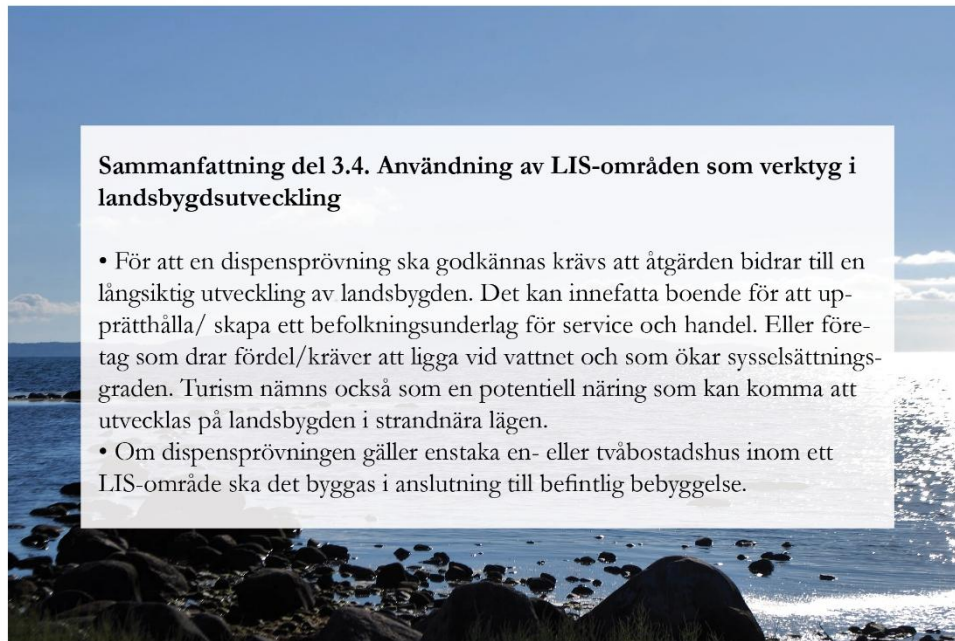 Sammanfattning del 3.4. Användning av LIS-områden som verktyg i
landsbygdsutveckling
• För att en dispensprövning ska godkännas krävs att åtgärden bidrar till en
långsiktig utveckling av landsbygden. Det kan innefatta boende för att up-
prätthålla/ skapa ett befolkningsunderlag för service och handel. Eller före-
tag som drar fördel/kräver att ligga vid vattnet och som ökar sysselsättnings-
graden. Turism nämns också som en potentiell näring som kan komma att
utvecklas på landsbygden i strandnära lägen.
• Om dispensprövningen gäller enstaka en- eller tvåbostadshus inom ett
LIS-område ska det byggas i anslutning till befintlig bebyggelse.